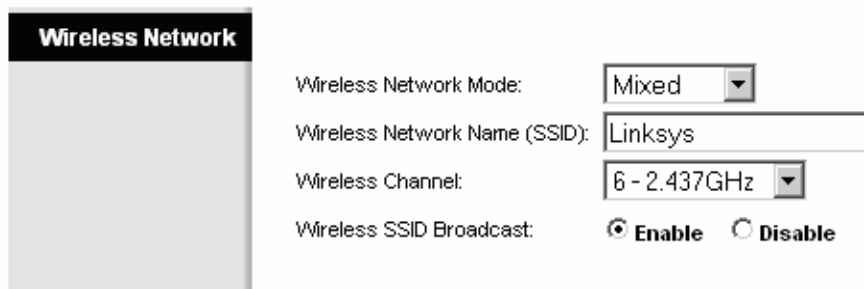 Wireless Network
Wireless Network Mode: Mixed
Wireless Network Name (SSID): Linksys
Wireless Channel: 6 - 2.437GHz
Wireless SSID Broadcast: Enable Disable